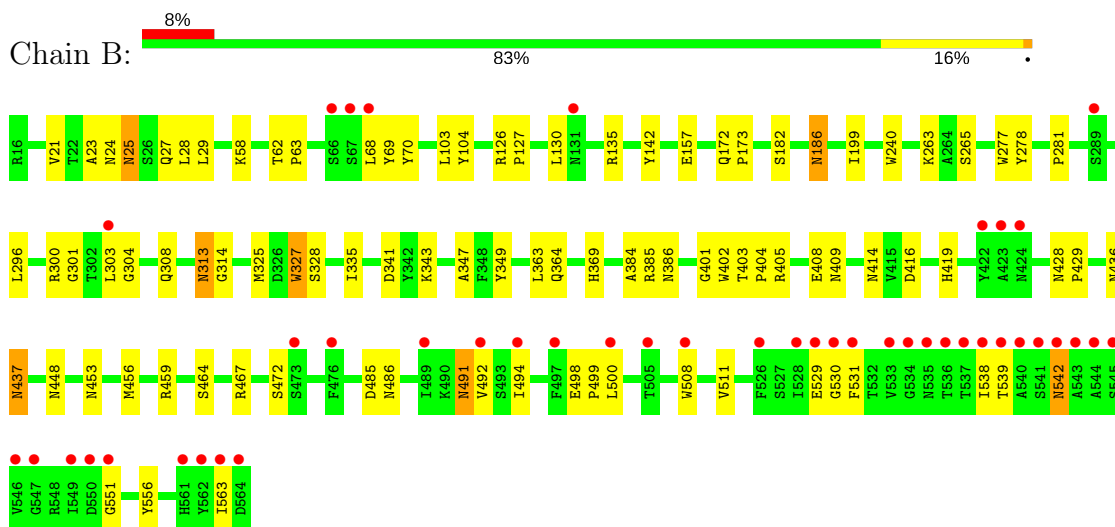 8%
Chain B:
83% 16% •
R16 V21 T22 A23 N24 N25 S26 Q27 L28 L29 K58 T62 P63 S66 S67 L68 Y69 Y70 L103 Y104 R126 P127 L130 N131 R135 Y142 E157 Q172 P173 S182 N186 I199 W240 K263 A264 S265 W277 Y278 P281 S289
L296 R300 G301 T302 L303 G304 Q308 N313 G314 M325 D326 W327 S328 I335 D341 Y342 K343 A347 F348 Y349 L363 Q364 H369 A384 R385 N386 G401 W402 T403 P404 R405 E408 N409 N414 V415 D416 H419 Y422 A423 N424 N428 P429 N436
N437 N448 N453 M456 R459 S464 R467 S472 S473 F476 D485 N486 I489 K490 N491 V492 S493 I494 F497 E498 P499 L500 T505 W508 V511 F526 S527 I528 E529 G530 F531 T532 V533 G534 N535 T536 T537 I538 T539 A540 S541 N542 A543 A544 S545
V546 G547 R548 I549 D550 G551 Y556 H561 Y562 I563 D564